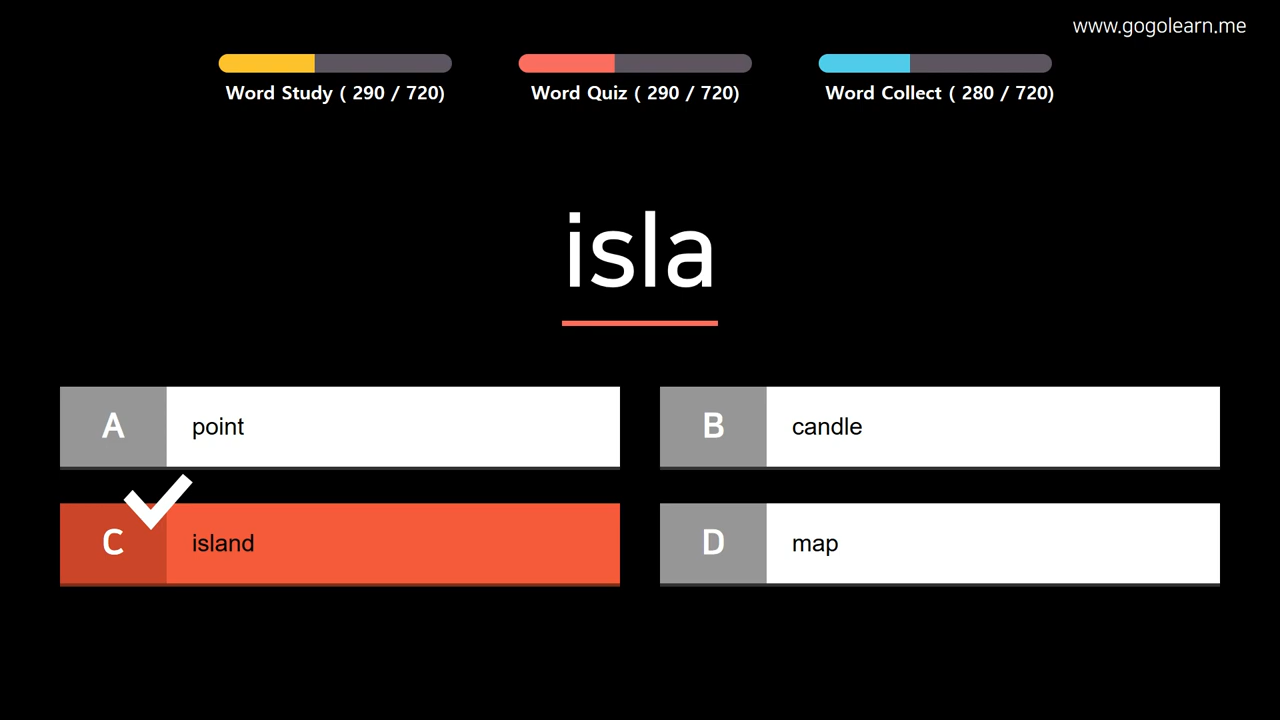 www.gogolearn.me
Word Study ( 290 / 720)
Word Quiz ( 290 / 720)
Word Collect ( 280 / 720)
isla
A point
B candle
C island
D map